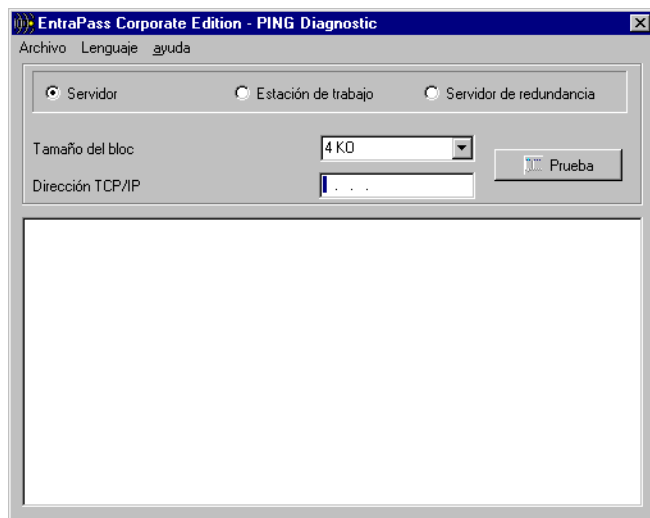 EntraPass Corporate Edition - PING Diagnostic
Archivo Lenguaje ayuda
Servidor Estación de trabajo Servidor de redundancia
Tamaño del bloc 4 KO
Prueba
Dirección TCP/IP . . .